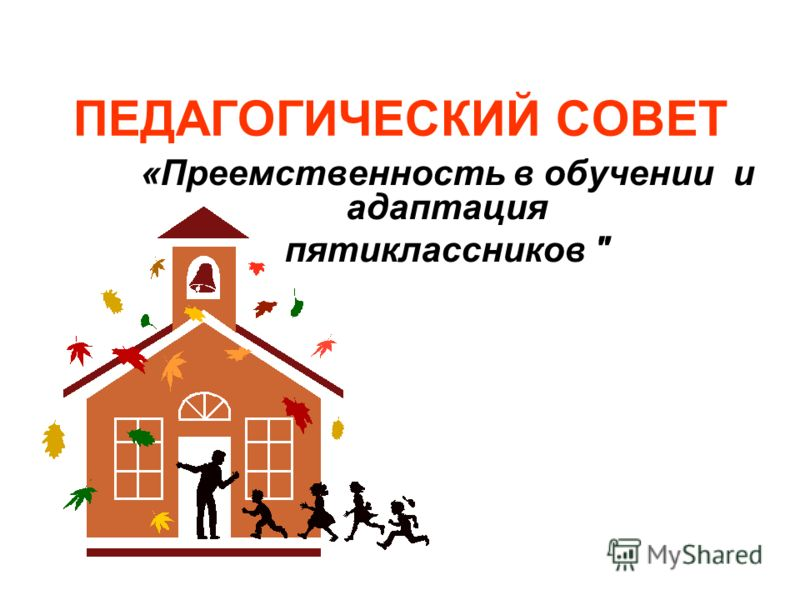 ПЕДАГОГИЧЕСКИЙ СОВЕТ
«Преемственность в обучении и
адаптация
пятиклассников "
MyShared